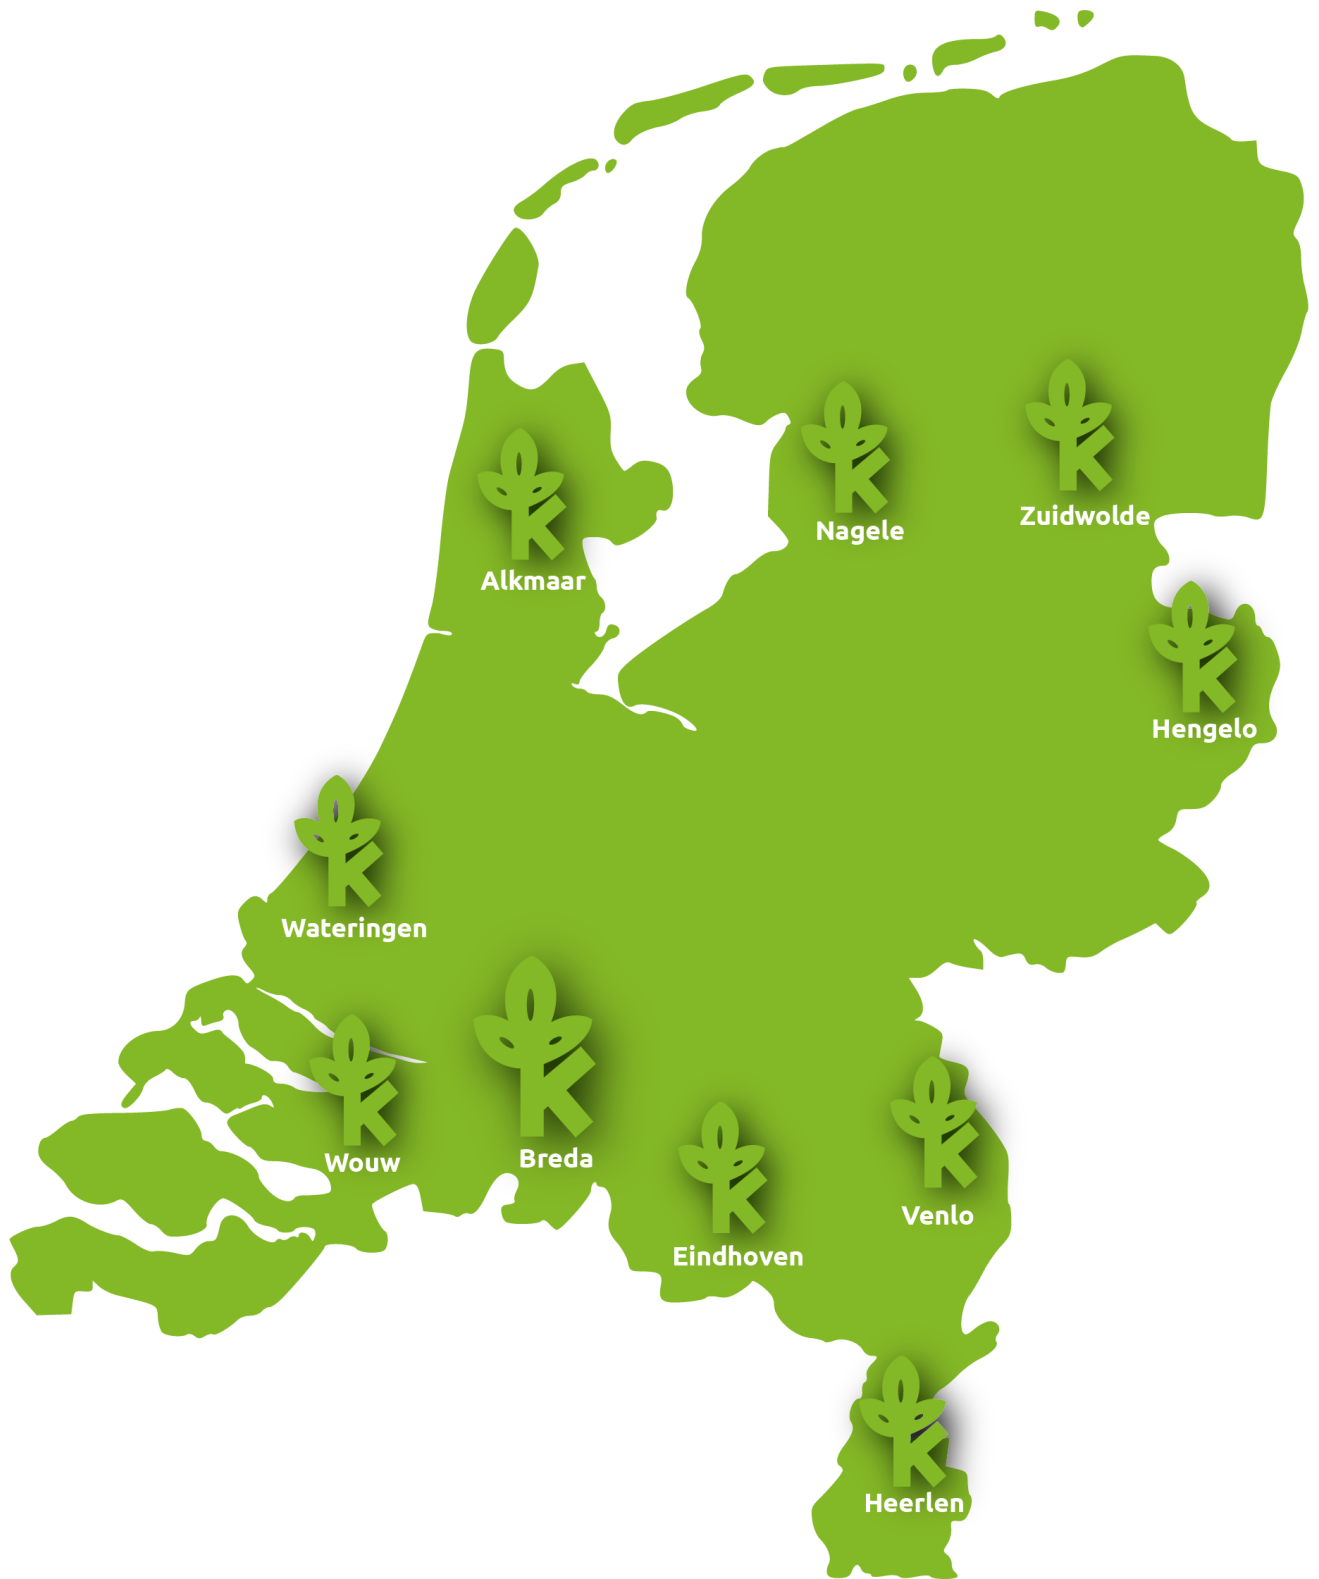 Zuidwolde
Nagele
Alkmaar
Hengelo
Wateringen
Breda
Wouw
Venlo
Eindhoven
Heerlen